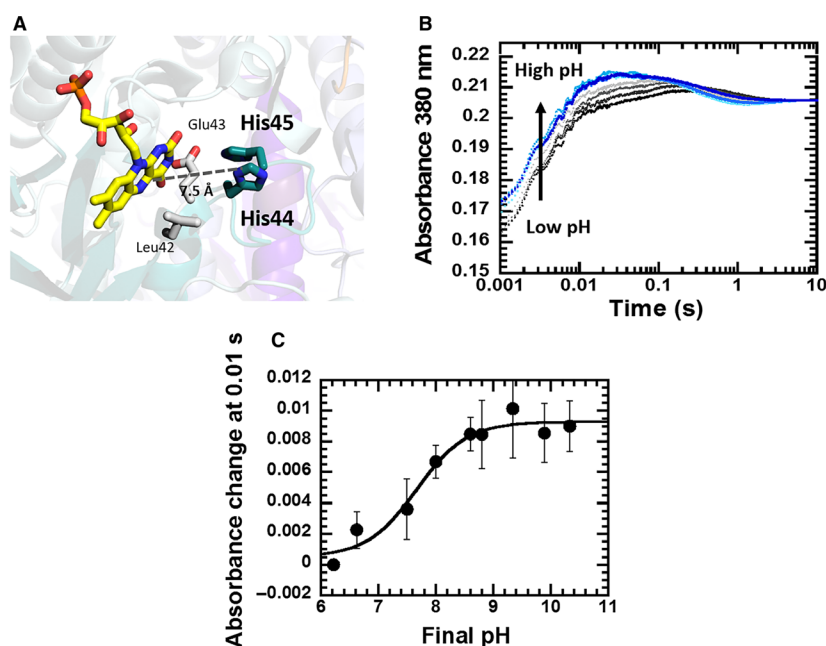 A
Glu43
His45
7.5 Å
His44
Leu42
B
Absorbance 380 nm
0.22
0.21
0.20
0.19
0.18
0.17
0.16
0.15
High pH
Low pH
0.001
0.01
0.1
1
10
Time (s)
C
Absorbance change at 0.01 s
0.012
0.01
0.008
0.006
0.004
0.002
0
−0.002
6
7
8
9
10
11
Final pH